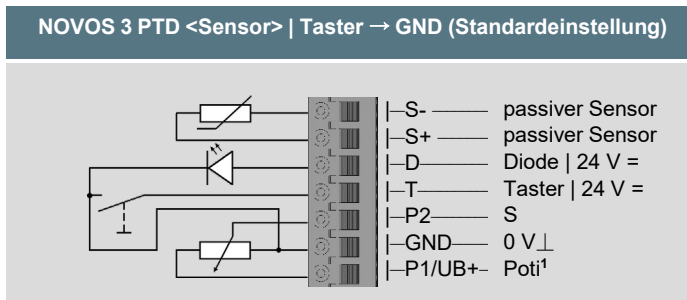 NOVOS 3 PTD <Sensor> | Taster → GND (Standardeinstellung)
S- passiver Sensor
S+ passiver Sensor
D Diode | 24 V =
T Taster | 24 V =
P2 S
GND 0 V⊥
P1/UB+ Poti¹